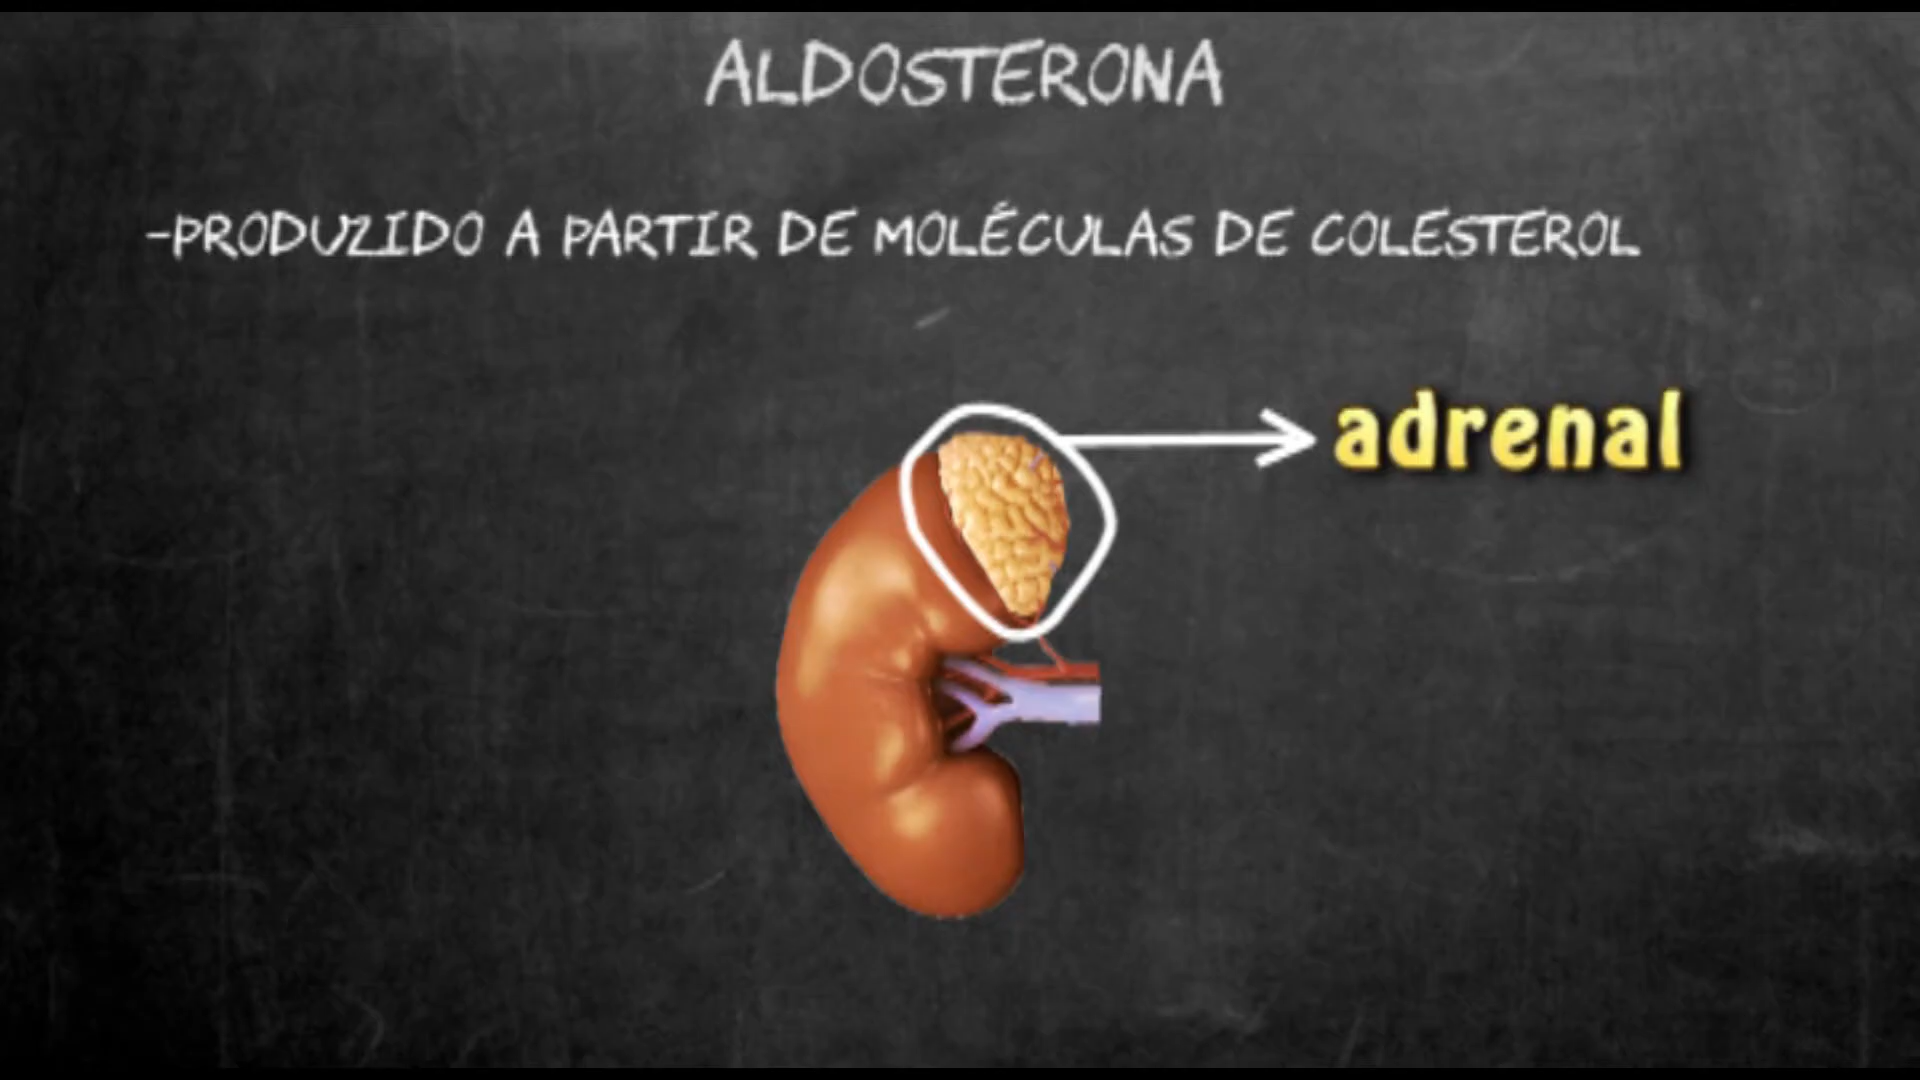 ALDOSTERONA
-PRODUZIDO A PARTIR DE MOLÉCULAS DE COLESTEROL
adrenal